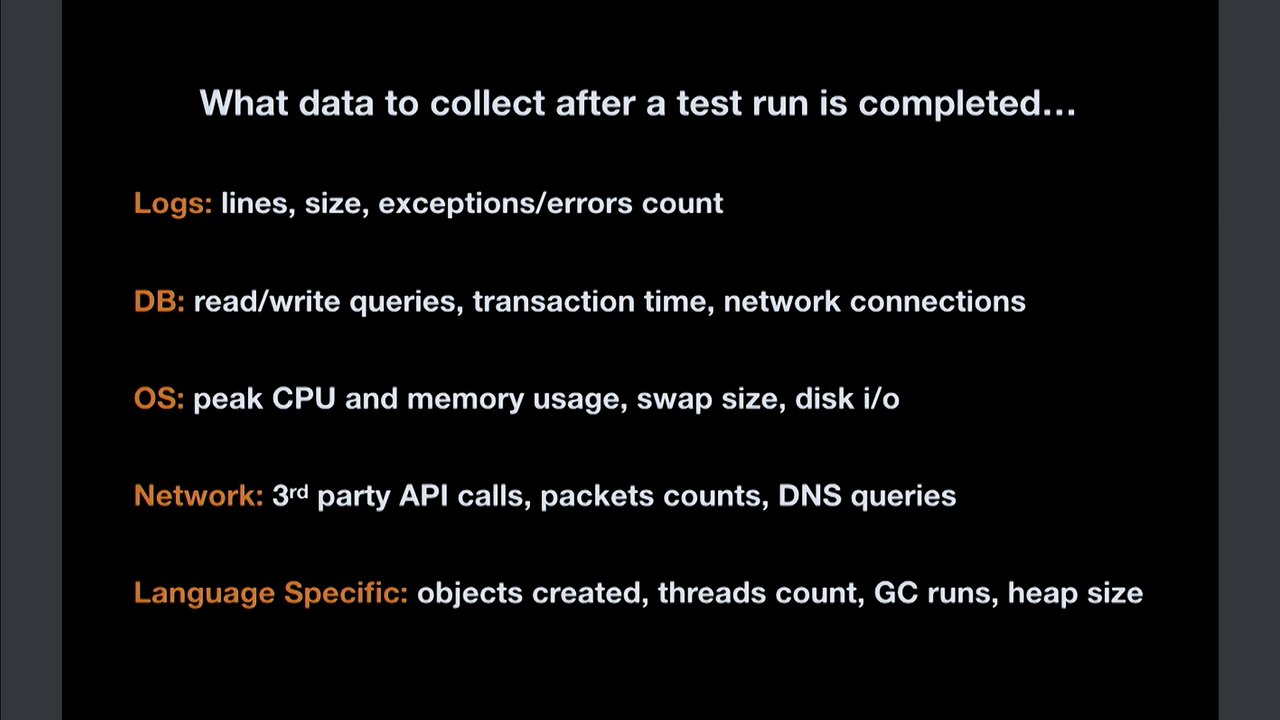 What data to collect after a test run is completed...
Logs: lines, size, exceptions/errors count
DB: read/write queries, transaction time, network connections
OS: peak CPU and memory usage, swap size, disk i/o
Network: 3rd party API calls, packets counts, DNS queries
Language Specific: objects created, threads count, GC runs, heap size